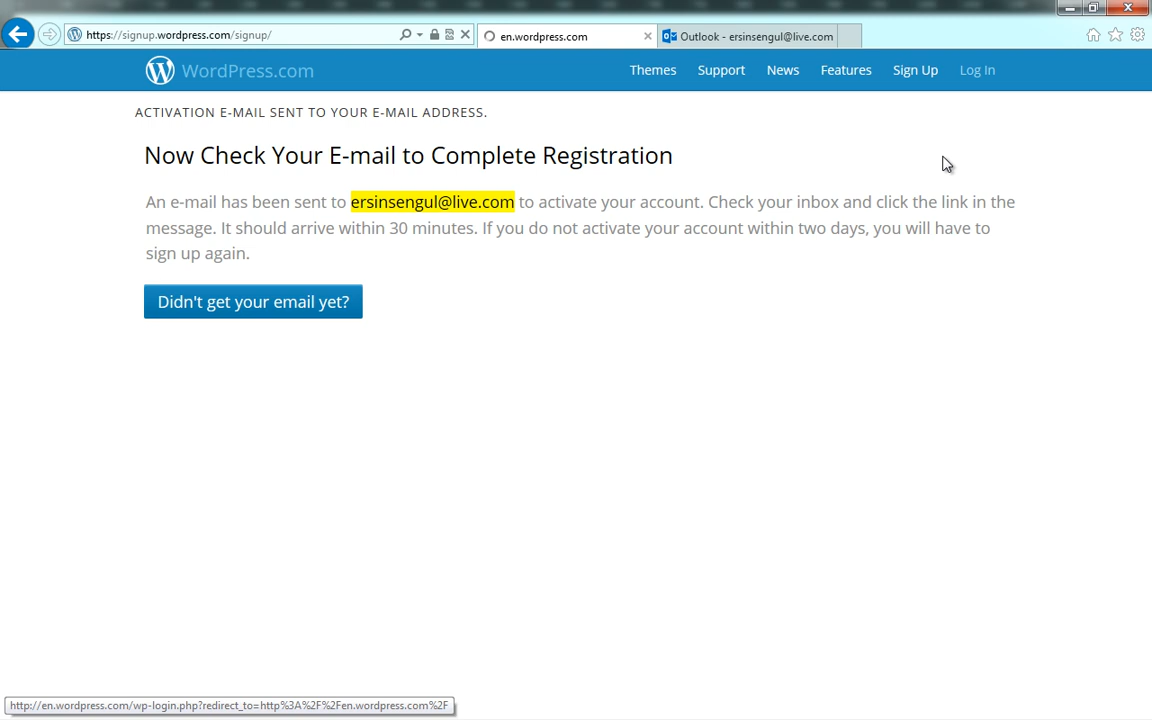 https://signup.wordpress.com/signup/
en.wordpress.com
Outlook - ersinsengul@live.com
WordPress.com
Themes
Support
News
Features
Sign Up
Log In
ACTIVATION E-MAIL SENT TO YOUR E-MAIL ADDRESS.
Now Check Your E-mail to Complete Registration
An e-mail has been sent to ersinsengul@live.com to activate your account. Check your inbox and click the link in the
message. It should arrive within 30 minutes. If you do not activate your account within two days, you will have to
sign up again.
Didn't get your email yet?
http://en.wordpress.com/wp-login.php?redirect_to=http%3A%2F%2Fen.wordpress.com%2F